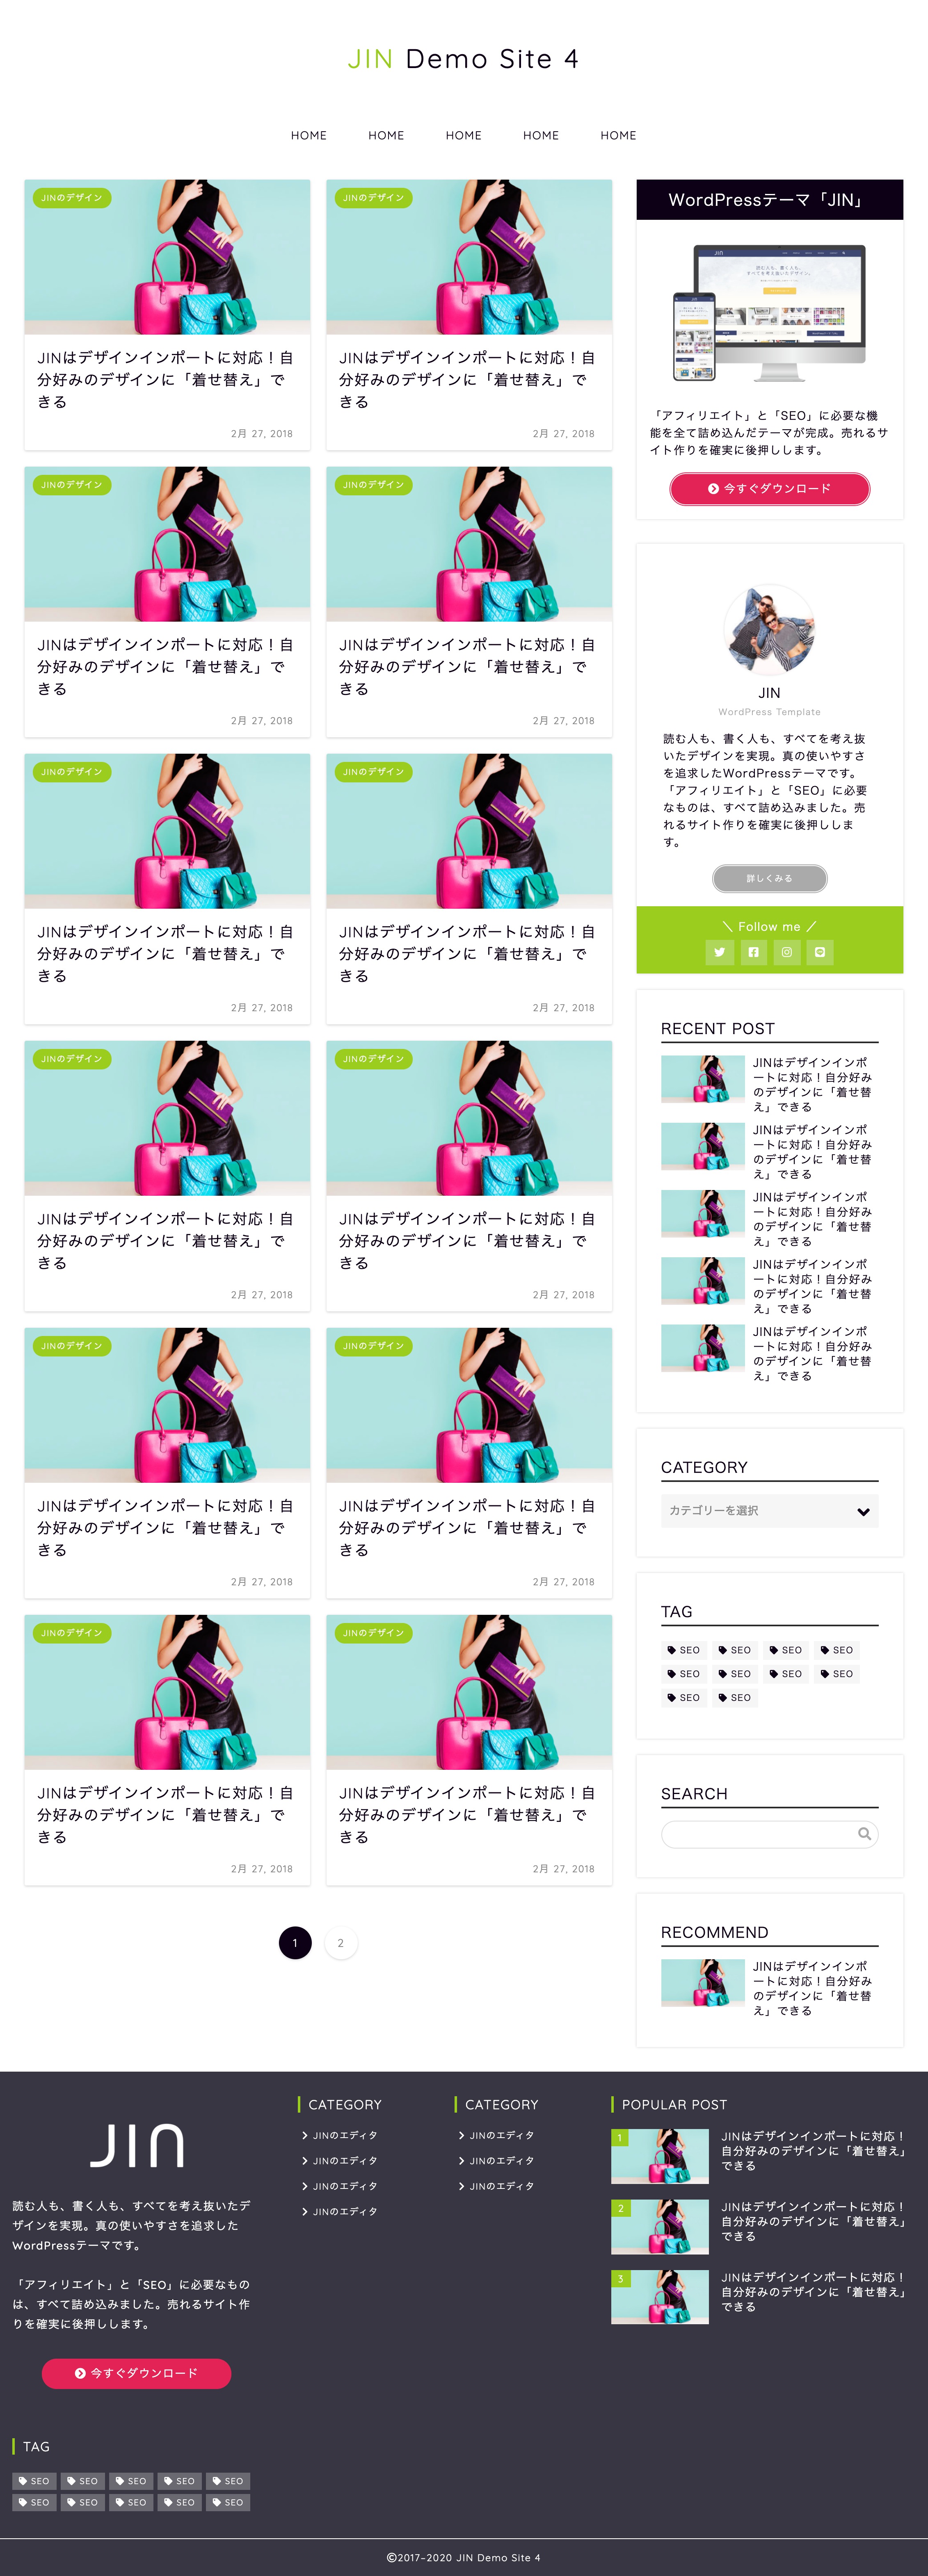 JIN Demo Site 4
HOME HOME HOME HOME HOME
JINのデザイン
JINはデザインインポートに対応！自
分好みのデザインに「着せ替え」で
きる
2月 27, 2018
JINのデザイン
JINはデザインインポートに対応！自
分好みのデザインに「着せ替え」で
きる
2月 27, 2018
JINのデザイン
JINはデザインインポートに対応！自
分好みのデザインに「着せ替え」で
きる
2月 27, 2018
JINのデザイン
JINはデザインインポートに対応！自
分好みのデザインに「着せ替え」で
きる
2月 27, 2018
JINのデザイン
JINはデザインインポートに対応！自
分好みのデザインに「着せ替え」で
きる
2月 27, 2018
JINのデザイン
JINはデザインインポートに対応！自
分好みのデザインに「着せ替え」で
きる
2月 27, 2018
JINのデザイン
JINはデザインインポートに対応！自
分好みのデザインに「着せ替え」で
きる
2月 27, 2018
JINのデザイン
JINはデザインインポートに対応！自
分好みのデザインに「着せ替え」で
きる
2月 27, 2018
JINのデザイン
JINはデザインインポートに対応！自
分好みのデザインに「着せ替え」で
きる
2月 27, 2018
JINのデザイン
JINはデザインインポートに対応！自
分好みのデザインに「着せ替え」で
きる
2月 27, 2018
JINのデザイン
JINはデザインインポートに対応！自
分好みのデザインに「着せ替え」で
きる
2月 27, 2018
JINのデザイン
JINはデザインインポートに対応！自
分好みのデザインに「着せ替え」で
きる
2月 27, 2018
1 2
WordPressテーマ「JIN」
JIN
読む人も、書く人も、
すべてを考え抜いたデザイン。
「アフィリエイト」と「SEO」に必要な機
能を全て詰め込んだテーマが完成。売れるサ
イト作りを確実に後押しします。
今すぐダウンロード
JIN
WordPress Template
読む人も、書く人も、すべてを考え抜
いたデザインを実現。真の使いやすさ
を追求したWordPressテーマです。
「アフィリエイト」と「SEO」に必要
なものは、すべて詰め込みました。売
れるサイト作りを確実に後押ししま
す。
詳しくみる
＼ Follow me ／
RECENT POST
JINはデザインインポ
ートに対応！自分好み
のデザインに「着せ替
え」できる
JINはデザインインポ
ートに対応！自分好み
のデザインに「着せ替
え」できる
JINはデザインインポ
ートに対応！自分好み
のデザインに「着せ替
え」できる
JINはデザインインポ
ートに対応！自分好み
のデザインに「着せ替
え」できる
JINはデザインインポ
ートに対応！自分好み
のデザインに「着せ替
え」できる
CATEGORY
カテゴリーを選択
TAG
SEO SEO SEO SEO
SEO SEO SEO SEO
SEO SEO
SEARCH
RECOMMEND
JINはデザインインポ
ートに対応！自分好み
のデザインに「着せ替
え」できる
JIN
読む人も、書く人も、すべてを考え抜いたデ
ザインを実現。真の使いやすさを追求した
WordPressテーマです。
「アフィリエイト」と「SEO」に必要なもの
は、すべて詰め込みました。売れるサイト作
りを確実に後押しします。
今すぐダウンロード
TAG
SEO SEO SEO SEO SEO
SEO SEO SEO SEO SEO
CATEGORY
JINのエディタ
JINのエディタ
JINのエディタ
JINのエディタ
CATEGORY
JINのエディタ
JINのエディタ
JINのエディタ
POPULAR POST
1
JINはデザインインポートに対応！
自分好みのデザインに「着せ替え」
できる
2
JINはデザインインポートに対応！
自分好みのデザインに「着せ替え」
できる
3
JINはデザインインポートに対応！
自分好みのデザインに「着せ替え」
できる
©2017–2020 JIN Demo Site 4